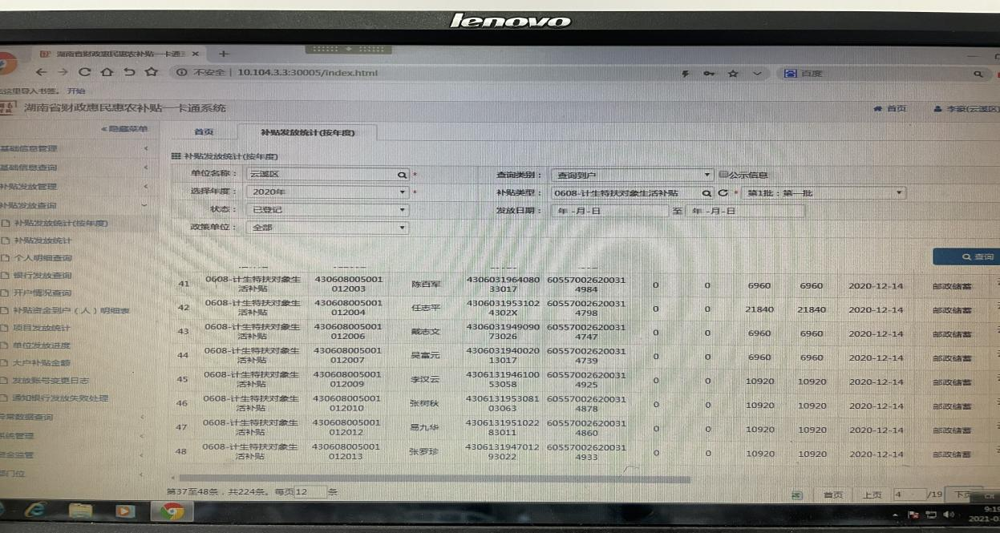 lenovo
湖南省财政惠民惠农补贴一卡通
不安全 10.104.3.3:30005/index.html 百度
这里导入书签。 开始
湖南省财政惠民惠农补贴一卡通系统 首页 李豪(云溪区)
隐藏菜单 首页 补贴发放统计(按年度)
基础信息管理 补贴发放统计(按年度)
基础信息查询 单位名称： 云溪区 * 查询类别： 查询到户 公示信息
补贴发放管理 选择年度： 2020年 * 补贴类型： 0608-计生特扶对象生活补贴 * 第1批：第一批
补贴发放查询 状态： 已登记 发放日期： 年 -月-日 至 年 -月-日
补贴发放统计(按年度) 政策单位： 全部
补贴发放统计
个人明细查询 查询
银行发放查询
开户情况查询
补贴资金到户（人）明细表
项目发放统计
单位发放进度
大户补贴金额
发放账号变更日志
通知银行发放失败处理
异常数据查询
系统管理
资金监管
部门位
41 0608-计生特扶对象生活补贴 430608005001012003 陈百军 430603196408033017 605570026200314984 0 0 6960 6960 2020-12-14 邮政储蓄
42 0608-计生特扶对象生活补贴 430608005001012004 任志平 43060319531024302X 605570026200314798 0 0 21840 21840 2020-12-14 邮政储蓄
43 0608-计生特扶对象生活补贴 430608005001012006 戴志文 430603194909073026 605570026200314747 0 0 6960 6960 2020-12-14 邮政储蓄
44 0608-计生特扶对象生活补贴 430608005001012007 吴富元 430603194002013017 605570026200314739 0 0 6960 6960 2020-12-14 邮政储蓄
45 0608-计生特扶对象生活补贴 430608005001012009 李汉云 430613194610053058 605570026200314925 0 0 10920 10920 2020-12-14 邮政储蓄
46 0608-计生特扶对象生活补贴 430608005001012010 张树秋 430613195308103063 605570026200314878 0 0 10920 10920 2020-12-14 邮政储蓄
47 0608-计生特扶对象生活补贴 430608005001012012 易九华 430613195102283011 605570026200314860 0 0 10920 10920 2020-12-14 邮政储蓄
48 0608-计生特扶对象生活补贴 430608005001012013 张罗珍 430613194701293022 605570026200314933 0 0 10920 10920 2020-12-14 邮政储蓄
第37至48条，共224条。每页12 条 首页 上页 4 /19 下页
CH
9:19
2021-0